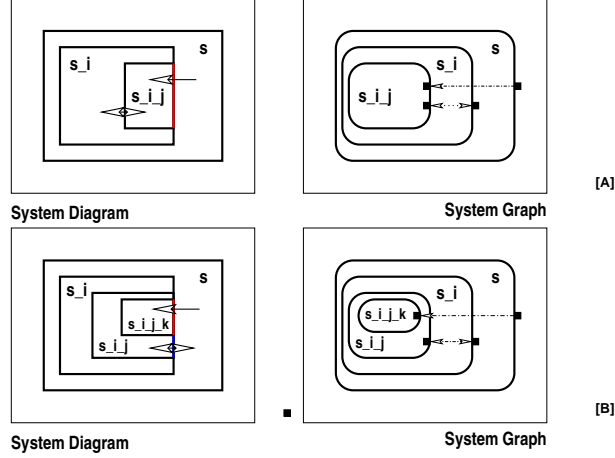 s
s_i
s_i_j
System Diagram
s
s_i
s_i_j
System Graph
[A]
s
s_i
s_i_j_k
s_i_j
System Diagram
s
s_i
s_i_j_k
s_i_j
System Graph
[B]